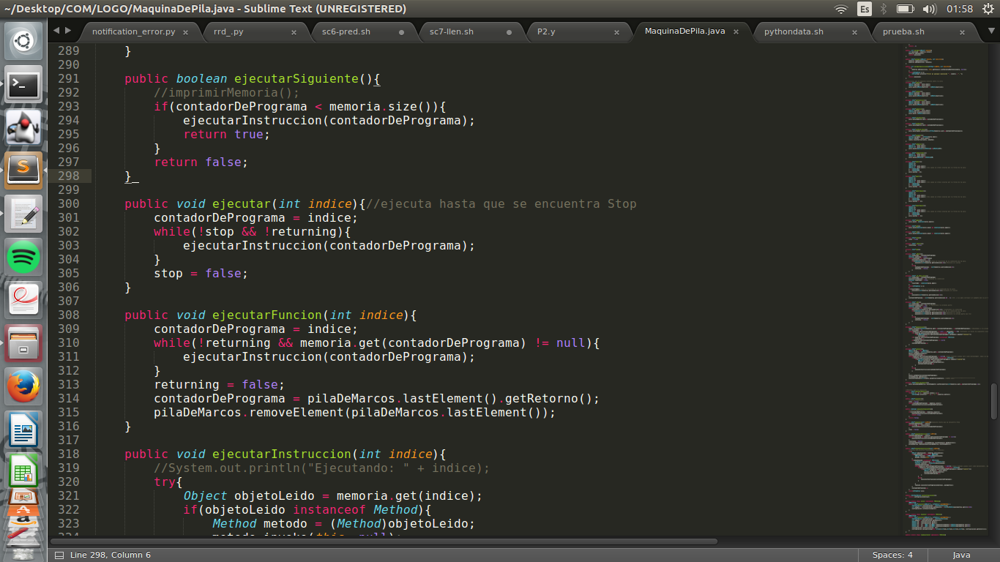 ~/Desktop/COM/LOGO/MaquinaDePila.java - Sublime Text (UNREGISTERED)
Es
01:58
notification_error.py ×
rrd_.py ×
sc6-pred.sh
sc7-llen.sh
P2.y ×
MaquinaDePila.java ×
pythondata.sh ×
prueba.sh ×
289 }
290
291 public boolean ejecutarSiguiente(){
292 //imprimirMemoria();
293 if(contadorDePrograma < memoria.size()){
294 ejecutarInstruccion(contadorDePrograma);
295 return true;
296 }
297 return false;
298 }
299
300 public void ejecutar(int indice){//ejecuta hasta que se encuentra Stop
301 contadorDePrograma = indice;
302 while(!stop && !returning){
303 ejecutarInstruccion(contadorDePrograma);
304 }
305 stop = false;
306 }
307
308 public void ejecutarFuncion(int indice){
309 contadorDePrograma = indice;
310 while(!returning && memoria.get(contadorDePrograma) != null){
311 ejecutarInstruccion(contadorDePrograma);
312 }
313 returning = false;
314 contadorDePrograma = pilaDeMarcos.lastElement().getRetorno();
315 pilaDeMarcos.removeElement(pilaDeMarcos.lastElement());
316 }
317
318 public void ejecutarInstruccion(int indice){
319 //System.out.println("Ejecutando: " + indice);
320 try{
321 Object objetoLeido = memoria.get(indice);
322 if(objetoLeido instanceof Method){
323 Method metodo = (Method)objetoLeido;
Line 298, Column 6
Spaces: 4
Java